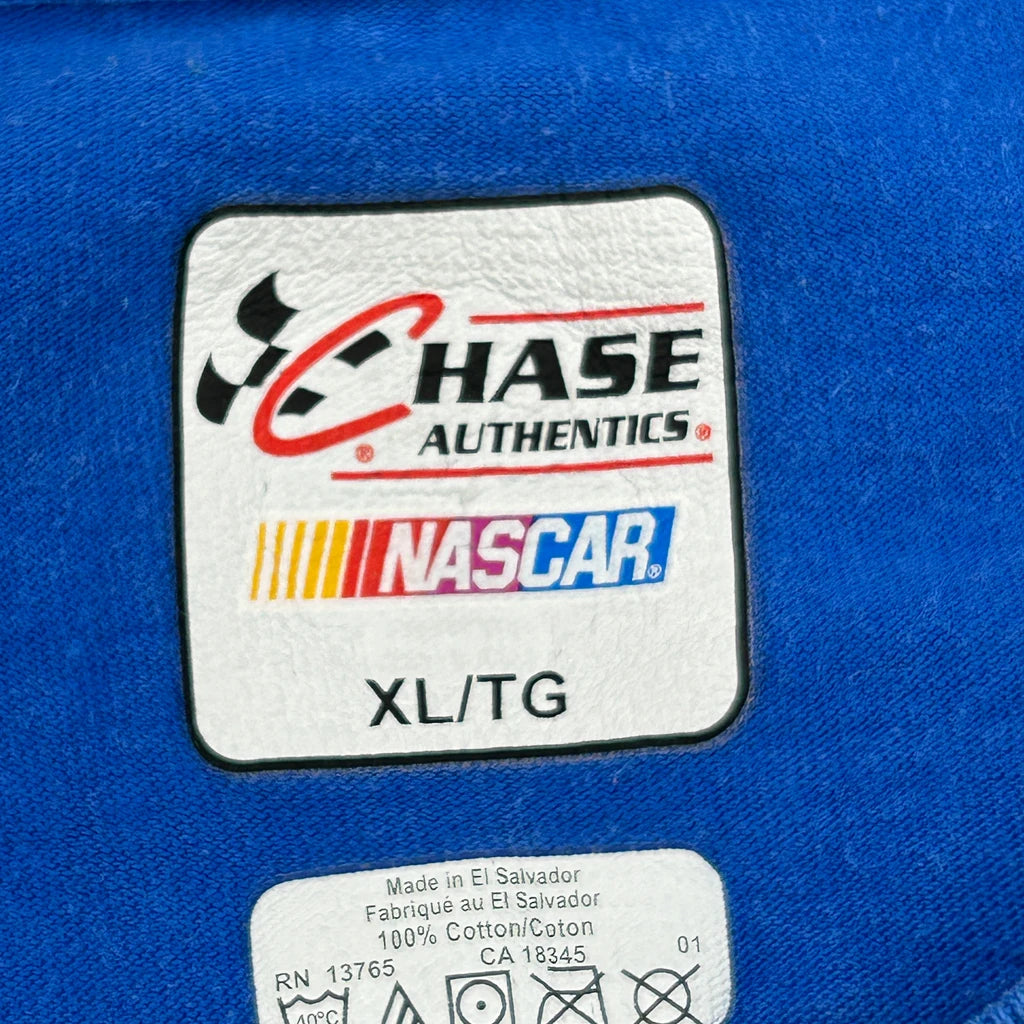 CHASE
AUTHENTICS®
®
NASCAR®
XL/TG
Made in El Salvador
Fabriqué au El Salvador
100% Cotton/Coton
RN 13765 CA 18345 01
40°C